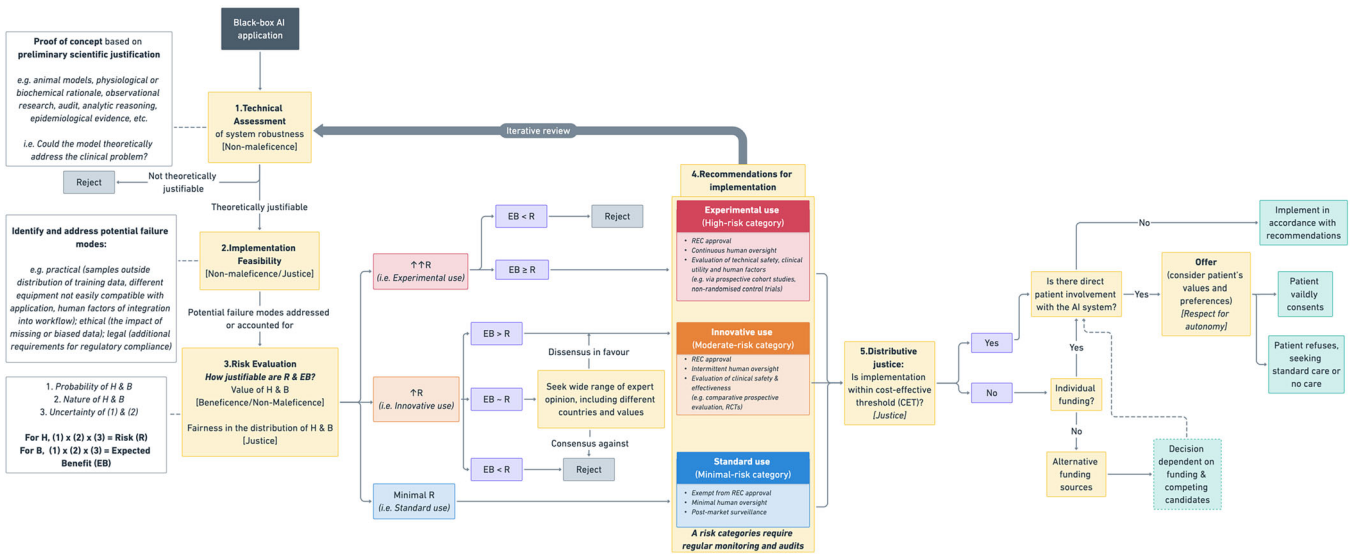 Black-box AI
application
Proof of concept based on
preliminary scientific justification
e.g. animal models, physiological or
biochemical rationale, observational
research, audit, analytic reasoning,
epidemiological evidence, etc.
i.e. Could the model theoretically
address the clinical problem?
1.Technical
Assessment
of system robustness
[Non-maleficence]
Iterative review
Reject
Not theoretically
justifiable
Theoretically justifiable
Identify and address potential failure
modes:
e.g. practical (samples outside
distribution of training data, different
equipment not easily compatible with
application, human factors of integration
into workflow); ethical (the impact of
missing or biased data); legal (additional
requirements for regulatory compliance)
2.Implementation
Feasibility
[Non-maleficence/Justice]
Potential failure modes addressed
or accounted for
1. Probability of H & B
2. Nature of H & B
3. Uncertainty of (1) & (2)
For H, (1) x (2) x (3) = Risk (R)
For B, (1) x (2) x (3) = Expected
Benefit (EB)
3.Risk Evaluation
How justifiable are R & EB?
Value of H & B
[Beneficence/Non-Maleficence]
Fairness in the distribution of H & B
[Justice]
↑↑R
(i.e. Experimental use)
EB < R
Reject
EB ≥ R
↑R
(i.e. Innovative use)
EB > R
Dissensus in favour
EB ~ R
Seek wide range of expert
opinion, including different
countries and values
Consensus against
EB < R
Reject
Minimal R
(i.e. Standard use)
4.Recommendations for
implementation
Experimental use
(High-risk category)
• REC approval
• Continuous human oversight
• Evaluation of technical safety, clinical
utility and human factors
(e.g. via prospective cohort studies,
non-randomised control trials)
Innovative use
(Moderate-risk category)
• REC approval
• Intermittent human oversight
• Evaluation of clinical safety &
effectiveness
(e.g. comparative prospective
evaluation, RCTs)
Standard use
(Minimal-risk category)
• Exempt from REC approval
• Minimal human oversight
• Post-market surveillance
A risk categories require
regular monitoring and audits
5.Distributive
justice:
Is implementation
within cost-effective
threshold (CET)?
[Justice]
Yes
No
Is there direct
patient involvement
with the AI system?
No
Implement in
accordance with
recommendations
Yes
Offer
(consider patient's
values and
preferences)
[Respect for
autonomy]
Patient
vaildly
consents
Patient refuses,
seeking
standard care or
no care
Yes
Individual
funding?
No
Alternative
funding
sources
Decision
dependent on
funding &
competing
candidates